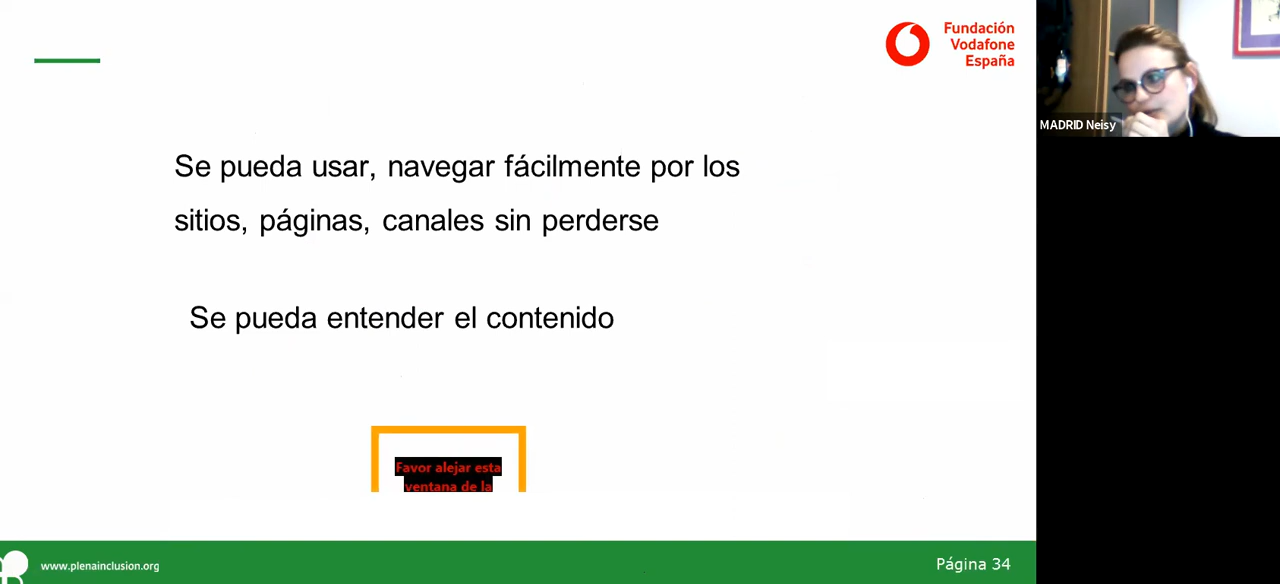 Fundación
Vodafone
España
MADRID Neisy
Se pueda usar, navegar fácilmente por los
sitios, páginas, canales sin perderse
Se pueda entender el contenido
Favor alejar esta
ventana de la
www.plenainclusion.org
Página 34